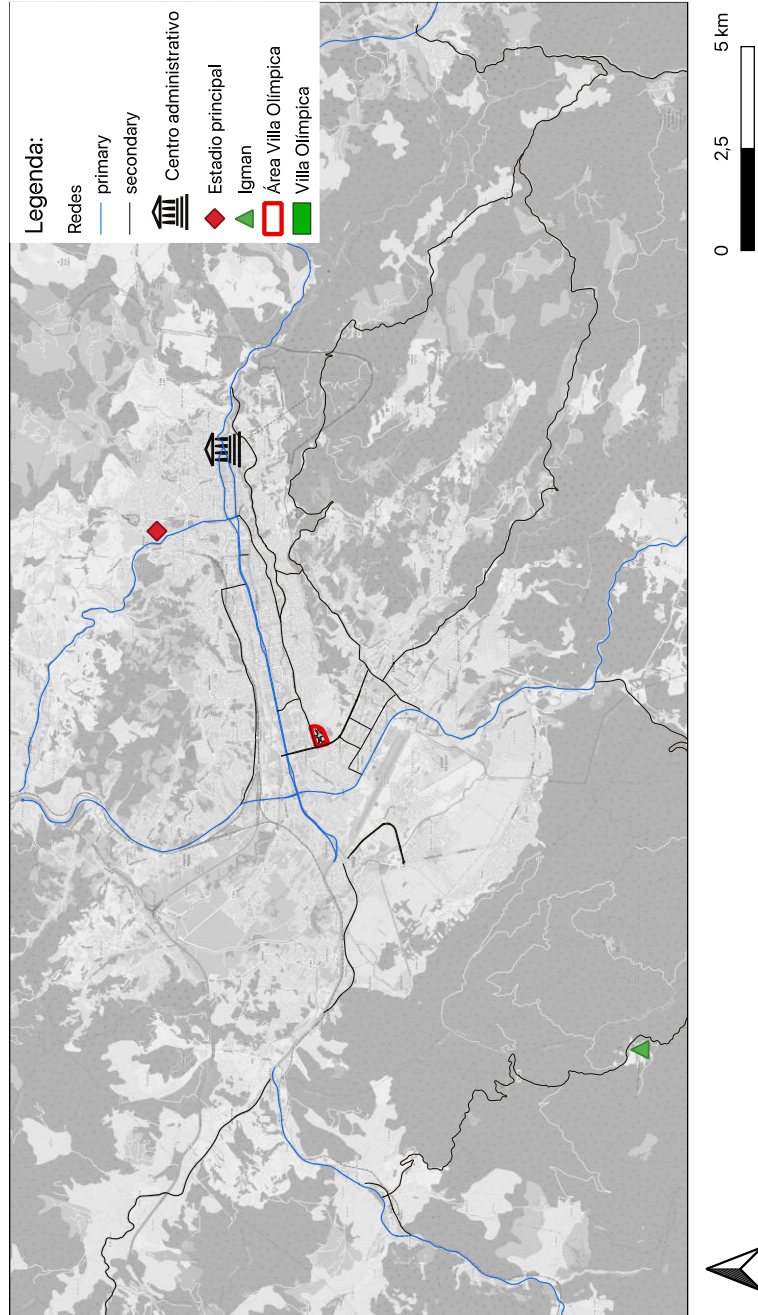 Legenda:
Redes
primary
secondary
Centro administrativo
Estadio principal
Igman
Área Villa Olímpica
Villa Olímpica
0 2,5 5 km